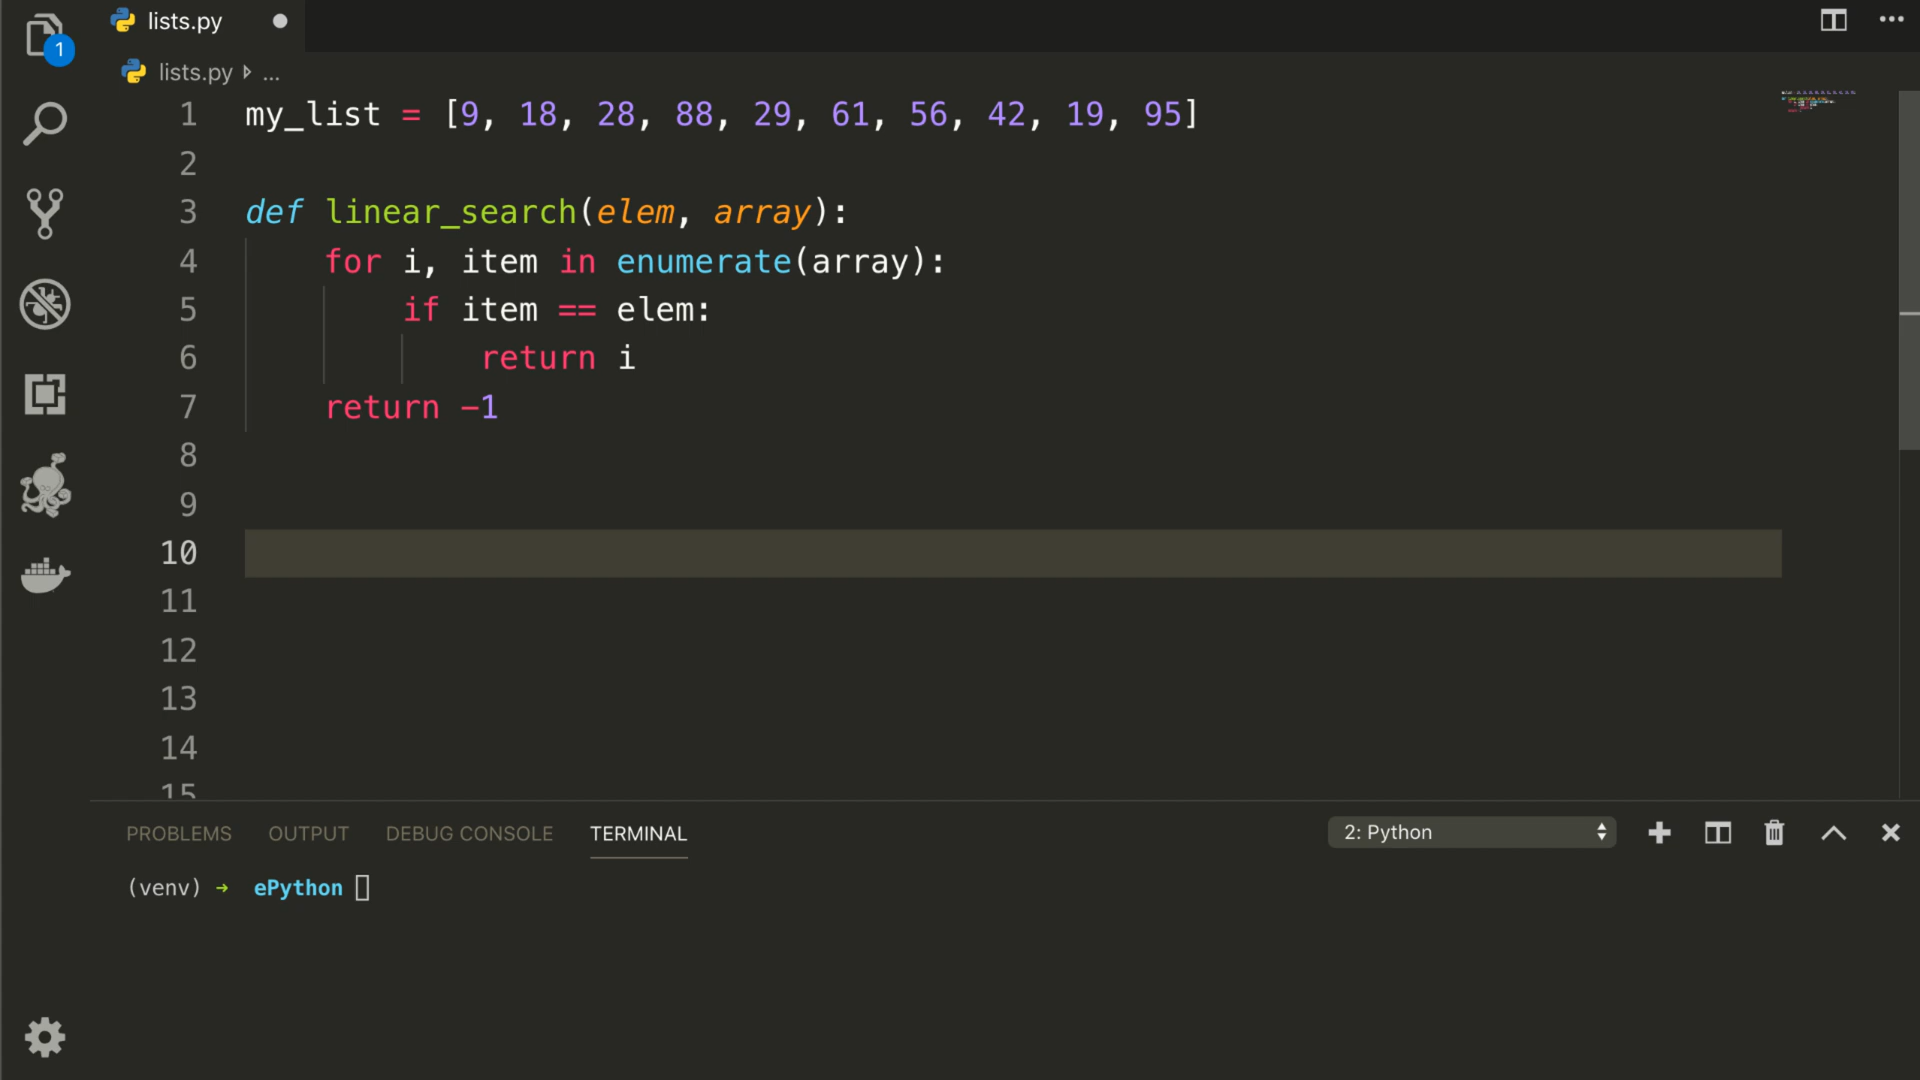 lists.py
1
lists.py ...
1 my_list = [9, 18, 28, 88, 29, 61, 56, 42, 19, 95]
2
3 def linear_search(elem, array):
4     for i, item in enumerate(array):
5         if item == elem:
6             return i
7     return -1
8
9
10
11
12
13
14
15
PROBLEMS OUTPUT DEBUG CONSOLE TERMINAL 2: Python
(venv) ➜ ePython